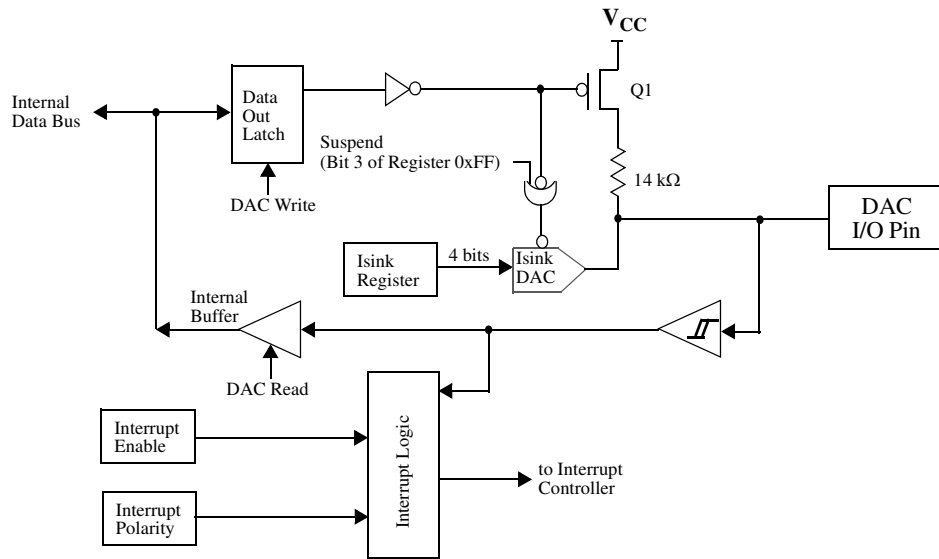 V_CC
Q1
14 kΩ
Internal
Data Bus
Data
Out
Latch
DAC Write
Suspend
(Bit 3 of Register 0xFF)
Isink
Register
4 bits
Isink
DAC
DAC
I/O Pin
Internal
Buffer
DAC Read
Interrupt
Enable
Interrupt
Polarity
Interrupt Logic
to Interrupt
Controller